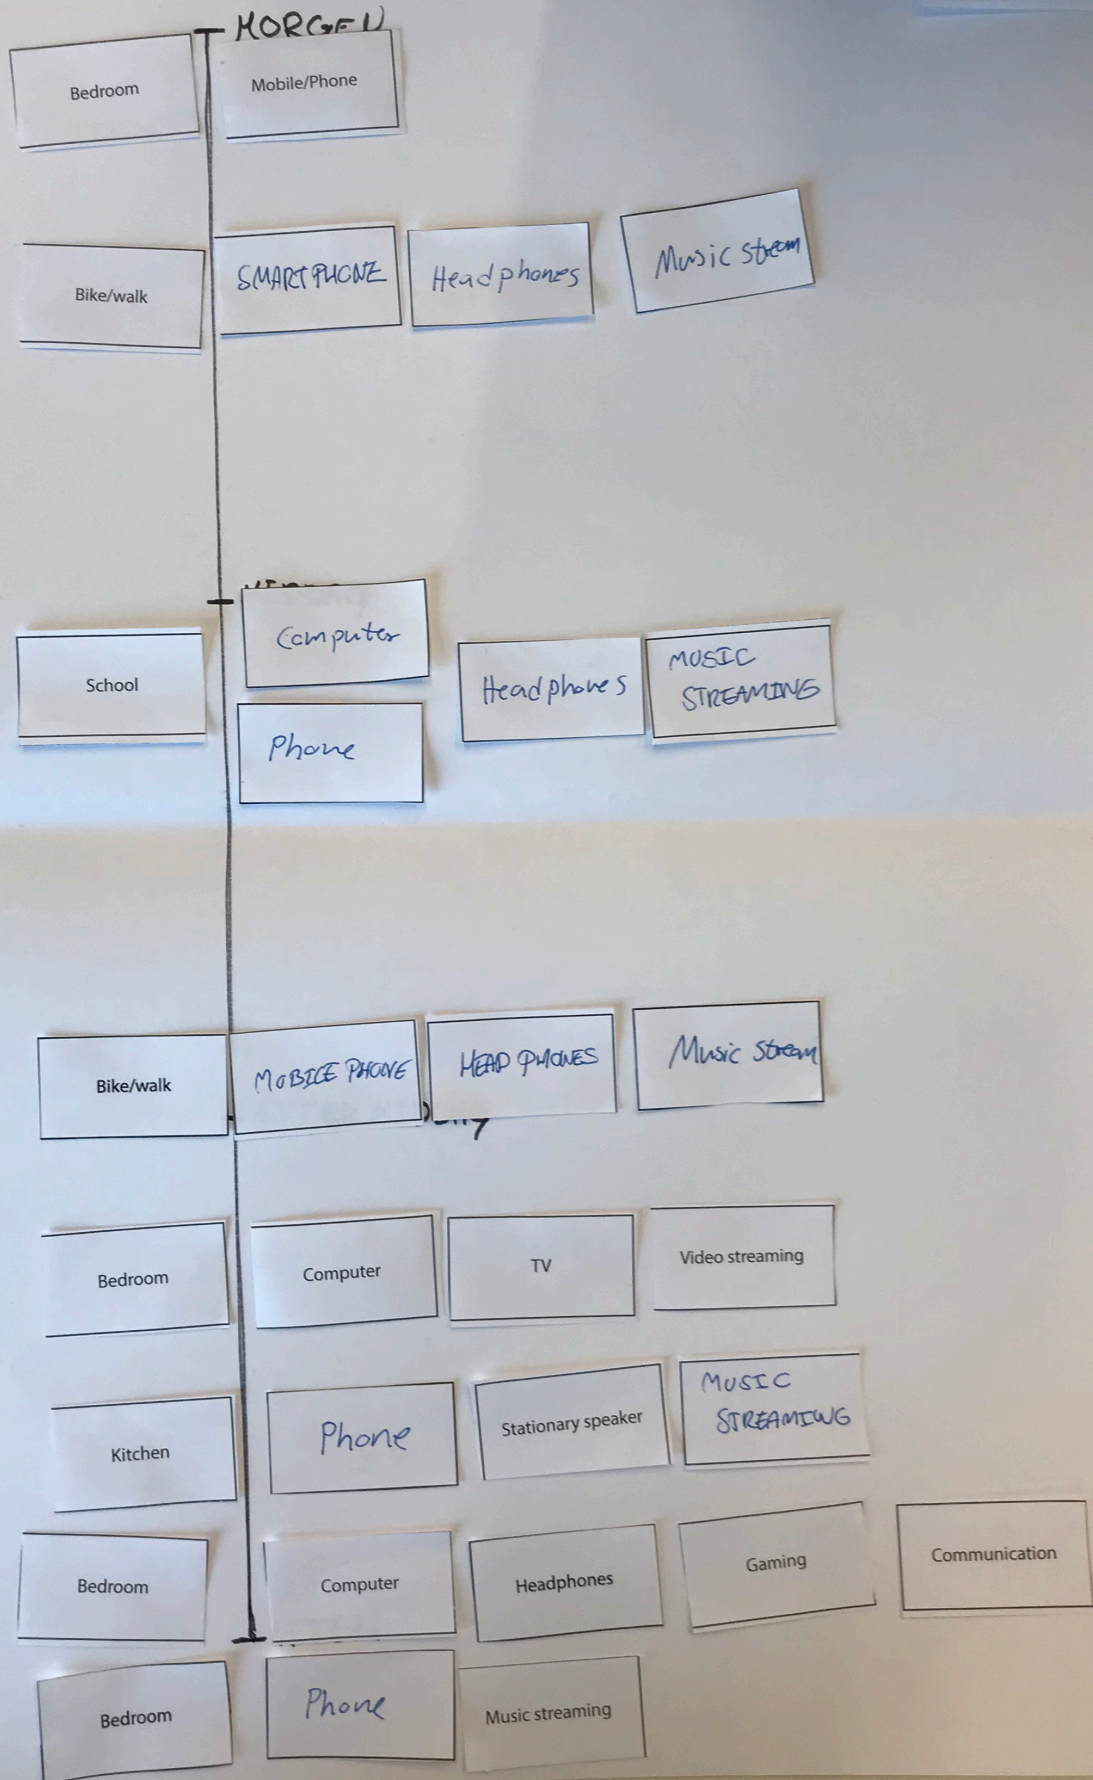 MORGEN
Bedroom
Mobile/Phone
Bike/walk
SMARTPHONE
Headphones
Music stream
School
Computer
Phone
Headphones
MUSIC
STREAMING
Bike/walk
MOBILE PHONE
HEADPHONES
Music Stream
Bedroom
Computer
TV
Video streaming
Kitchen
Phone
Stationary speaker
MUSIC
STREAMING
Bedroom
Computer
Headphones
Gaming
Communication
Bedroom
Phone
Music streaming